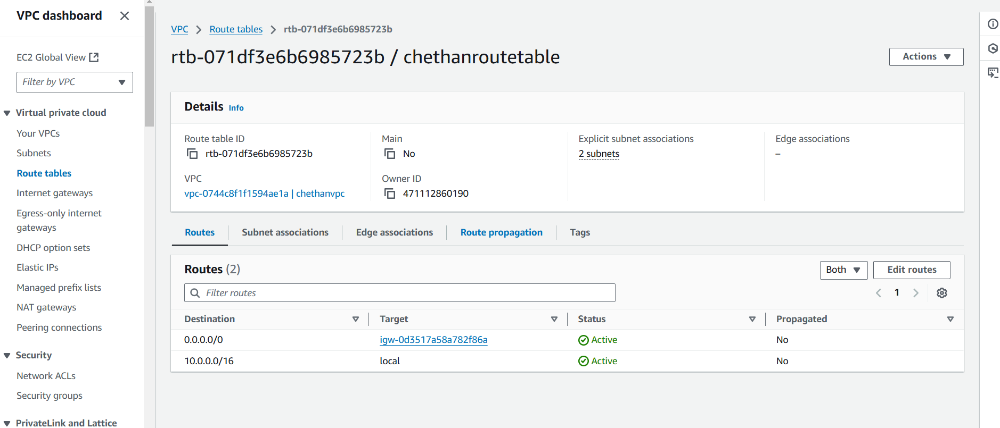 VPC dashboard
EC2 Global View
Filter by VPC
Virtual private cloud
Your VPCs
Subnets
Route tables
Internet gateways
Egress-only internet
gateways
DHCP option sets
Elastic IPs
Managed prefix lists
NAT gateways
Peering connections
Security
Network ACLs
Security groups
PrivateLink and Lattice
VPC > Route tables > rtb-071df3e6b6985723b
rtb-071df3e6b6985723b / chethanroutetable
Actions
Details Info
Route table ID
rtb-071df3e6b6985723b
Main
No
Explicit subnet associations
2 subnets
Edge associations
–
VPC
vpc-0744c8f1f1594ae1a | chethanvpc
Owner ID
471112860190
Routes Subnet associations Edge associations Route propagation Tags
Routes (2)
Both Edit routes
Filter routes
1
Destination Target Status Propagated
0.0.0.0/0 igw-0d3517a58a782f86a Active No
10.0.0.0/16 local Active No